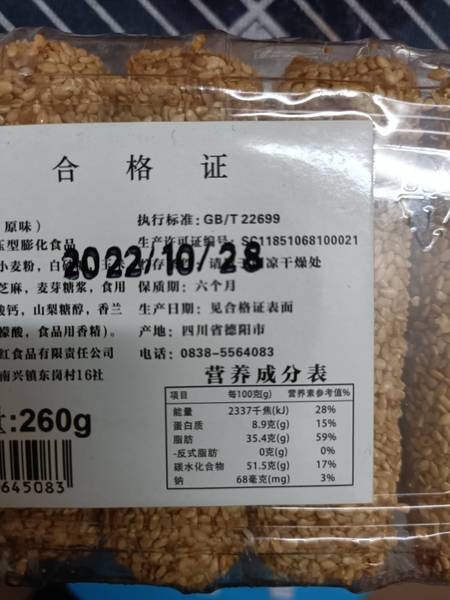 合格证
原味）
执行标准：GB/T 22699
压型膨化食品
生产许可证编号：SC11851068100021
2022/10/28
小麦粉，白
请
凉干燥处
芝麻，麦芽糖浆，食用
保质期：六个月
酸钙，山梨糖醇，香兰
生产日期：见合格证表面
檬酸，食品用香精）。
产地：四川省德阳市
红食品有限责任公司
电话：0838-5564083
南兴镇东岗村16社
营养成分表
项目 每100克(g) 营养素参考值%
能量 2337千焦(kJ) 28%
蛋白质 8.9克(g) 15%
脂肪 35.4克(g) 59%
-反式脂肪 0克(g) 0%
碳水化合物 51.5克(g) 17%
钠 68毫克(mg) 3%
:260g
645083